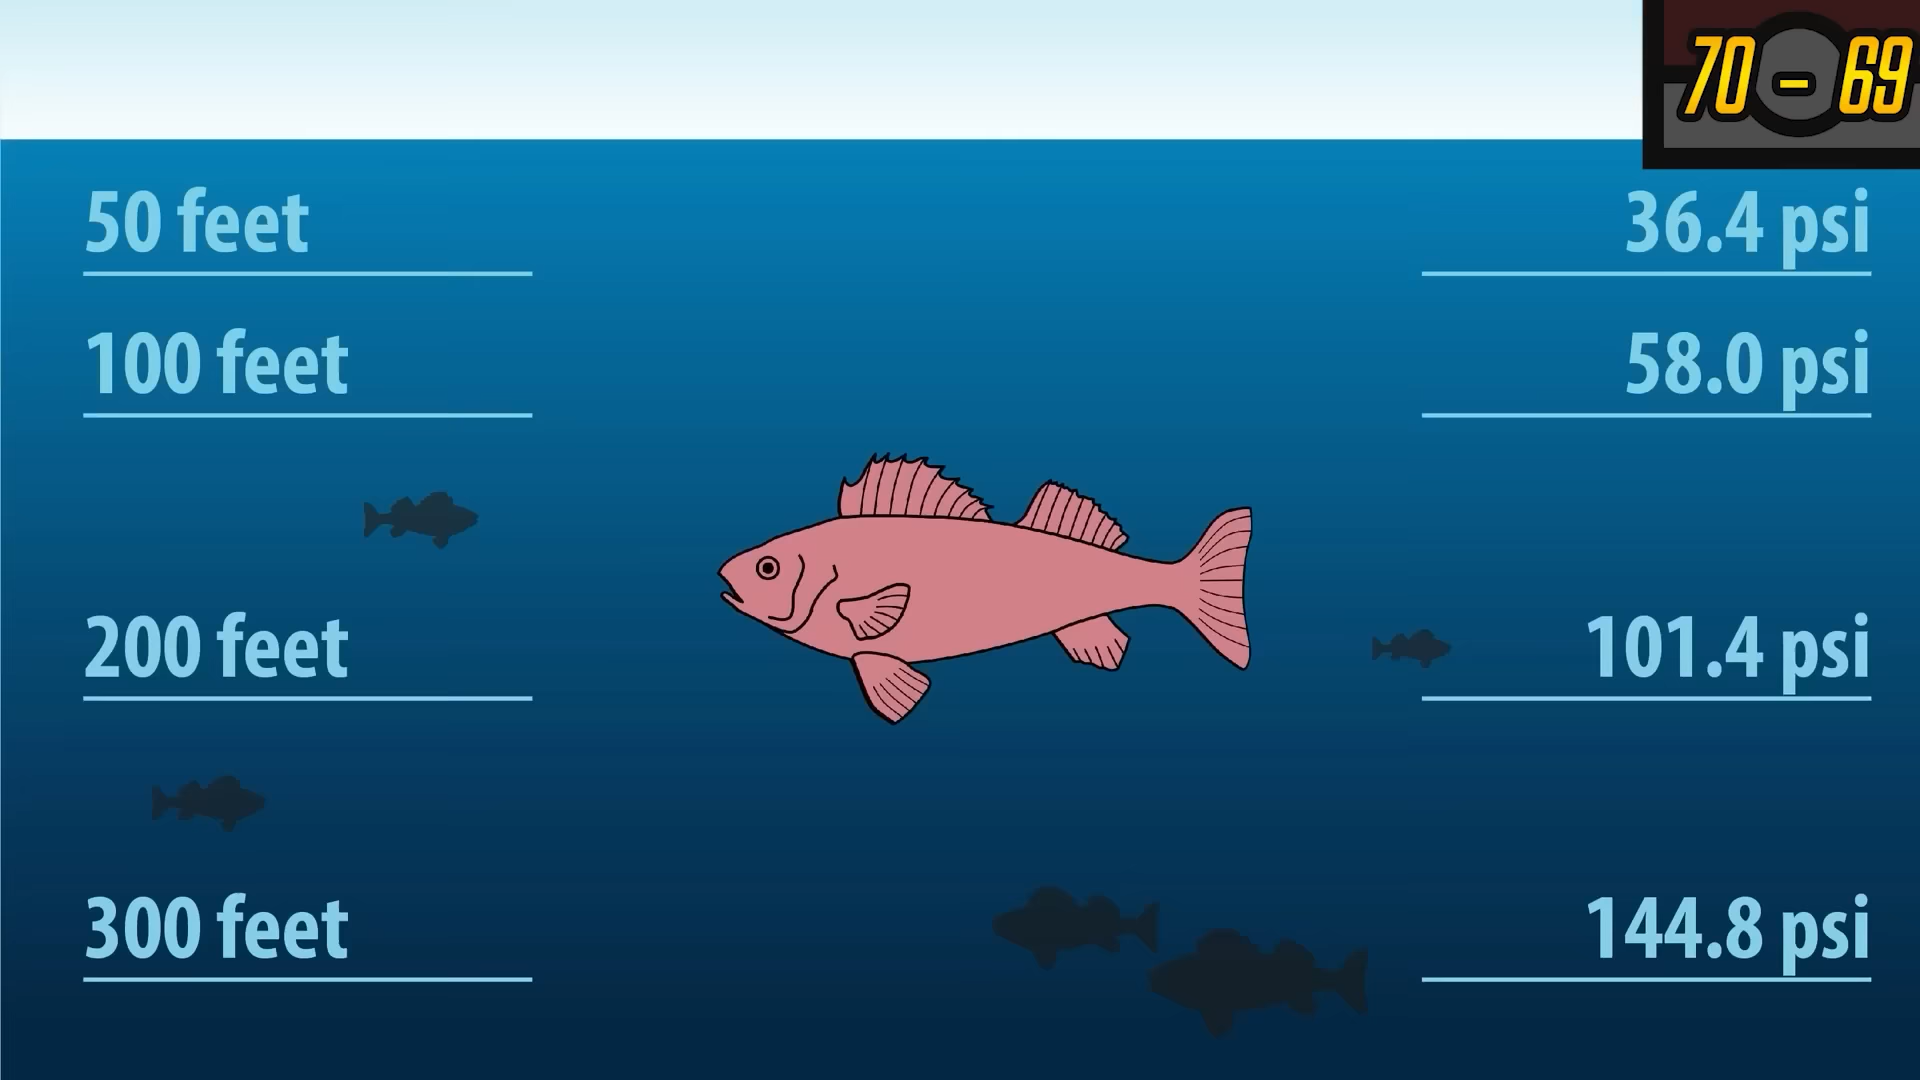 70 - 69
50 feet 36.4 psi
100 feet 58.0 psi
200 feet 101.4 psi
300 feet 144.8 psi